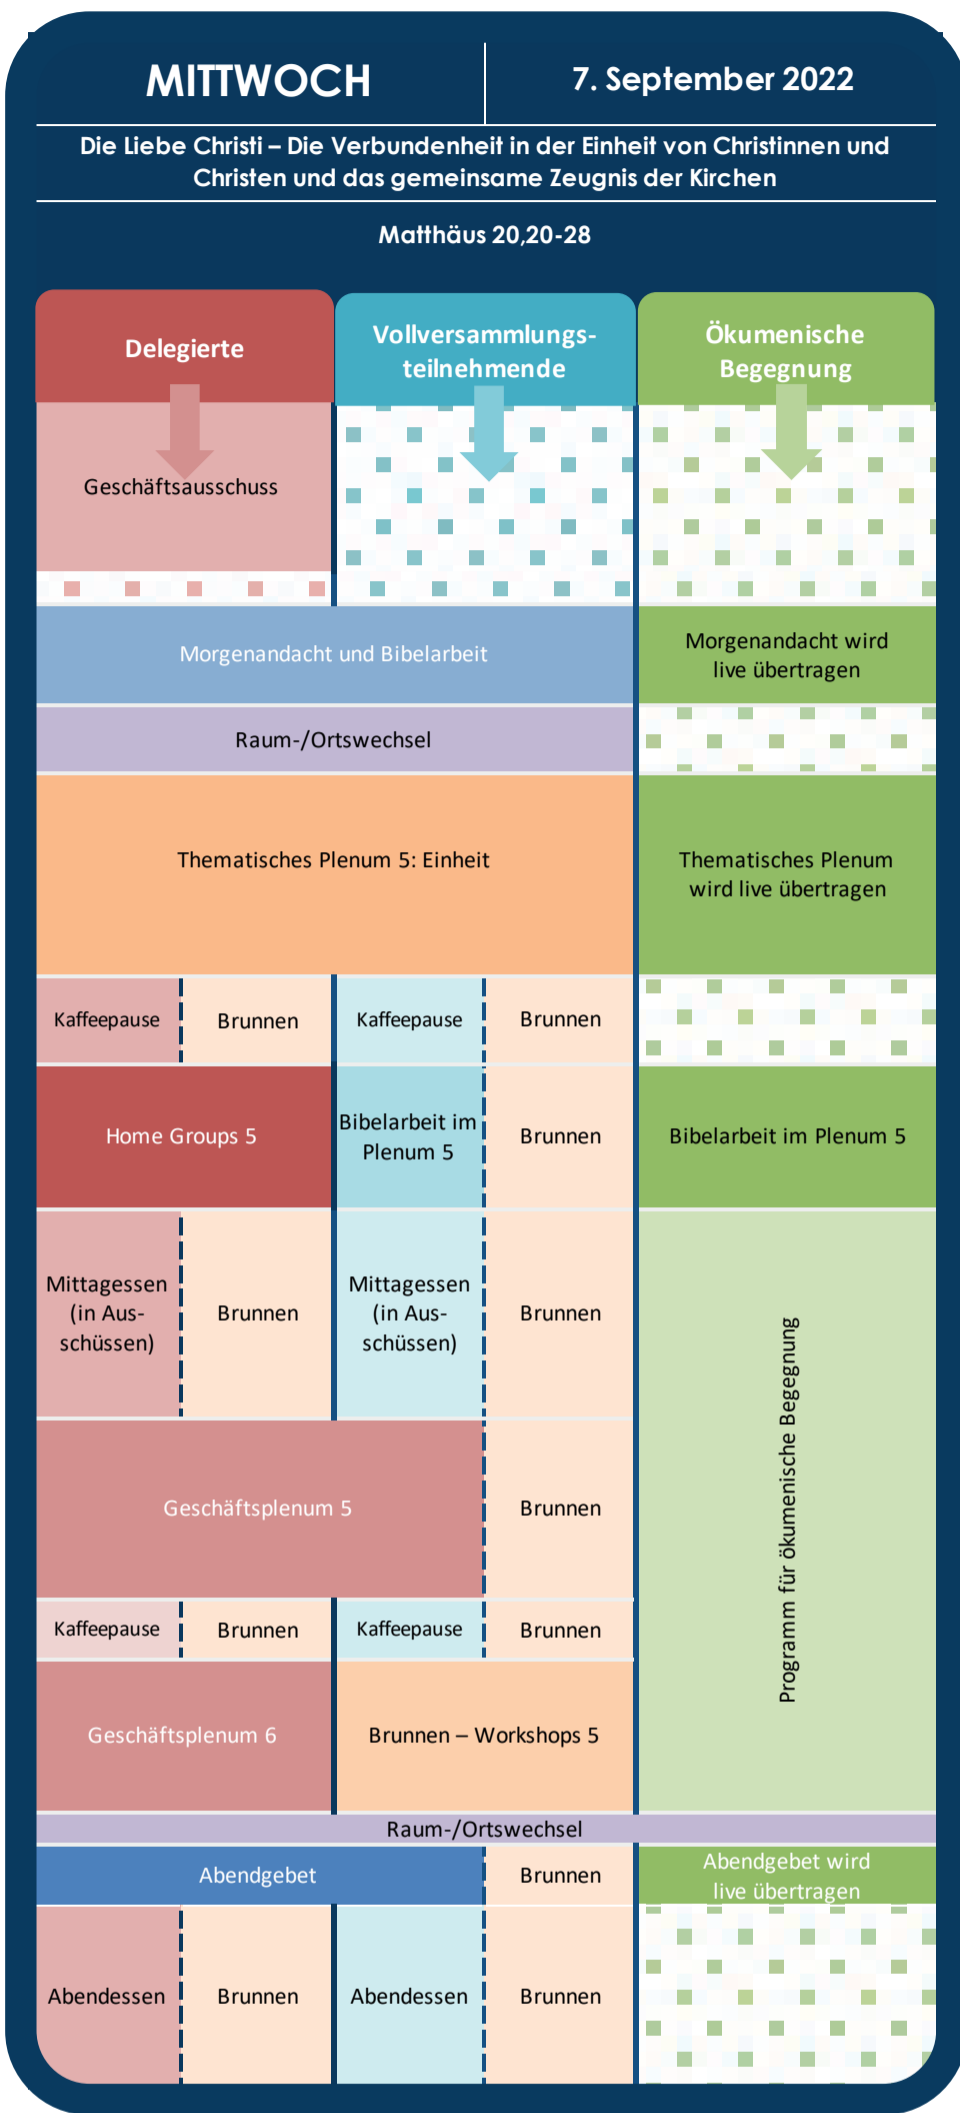 MITTWOCH
7. September 2022
Die Liebe Christi – Die Verbundenheit in der Einheit von Christinnen und
Christen und das gemeinsame Zeugnis der Kirchen
Matthäus 20,20-28
Delegierte
Vollversammlungs-
teilnehmende
Ökumenische
Begegnung
Geschäftsausschuss
Morgenandacht und Bibelarbeit
Morgenandacht wird
live übertragen
Raum-/Ortswechsel
Thematisches Plenum 5: Einheit
Thematisches Plenum
wird live übertragen
Kaffeepause
Brunnen
Kaffeepause
Brunnen
Home Groups 5
Bibelarbeit im
Plenum 5
Brunnen
Bibelarbeit im Plenum 5
Mittagessen
(in Aus-
schüssen)
Brunnen
Mittagessen
(in Aus-
schüssen)
Brunnen
Programm für ökumenische Begegnung
Geschäftsplenum 5
Brunnen
Kaffeepause
Brunnen
Kaffeepause
Brunnen
Geschäftsplenum 6
Brunnen – Workshops 5
Raum-/Ortswechsel
Abendgebet
Brunnen
Abendgebet wird
live übertragen
Abendessen
Brunnen
Abendessen
Brunnen